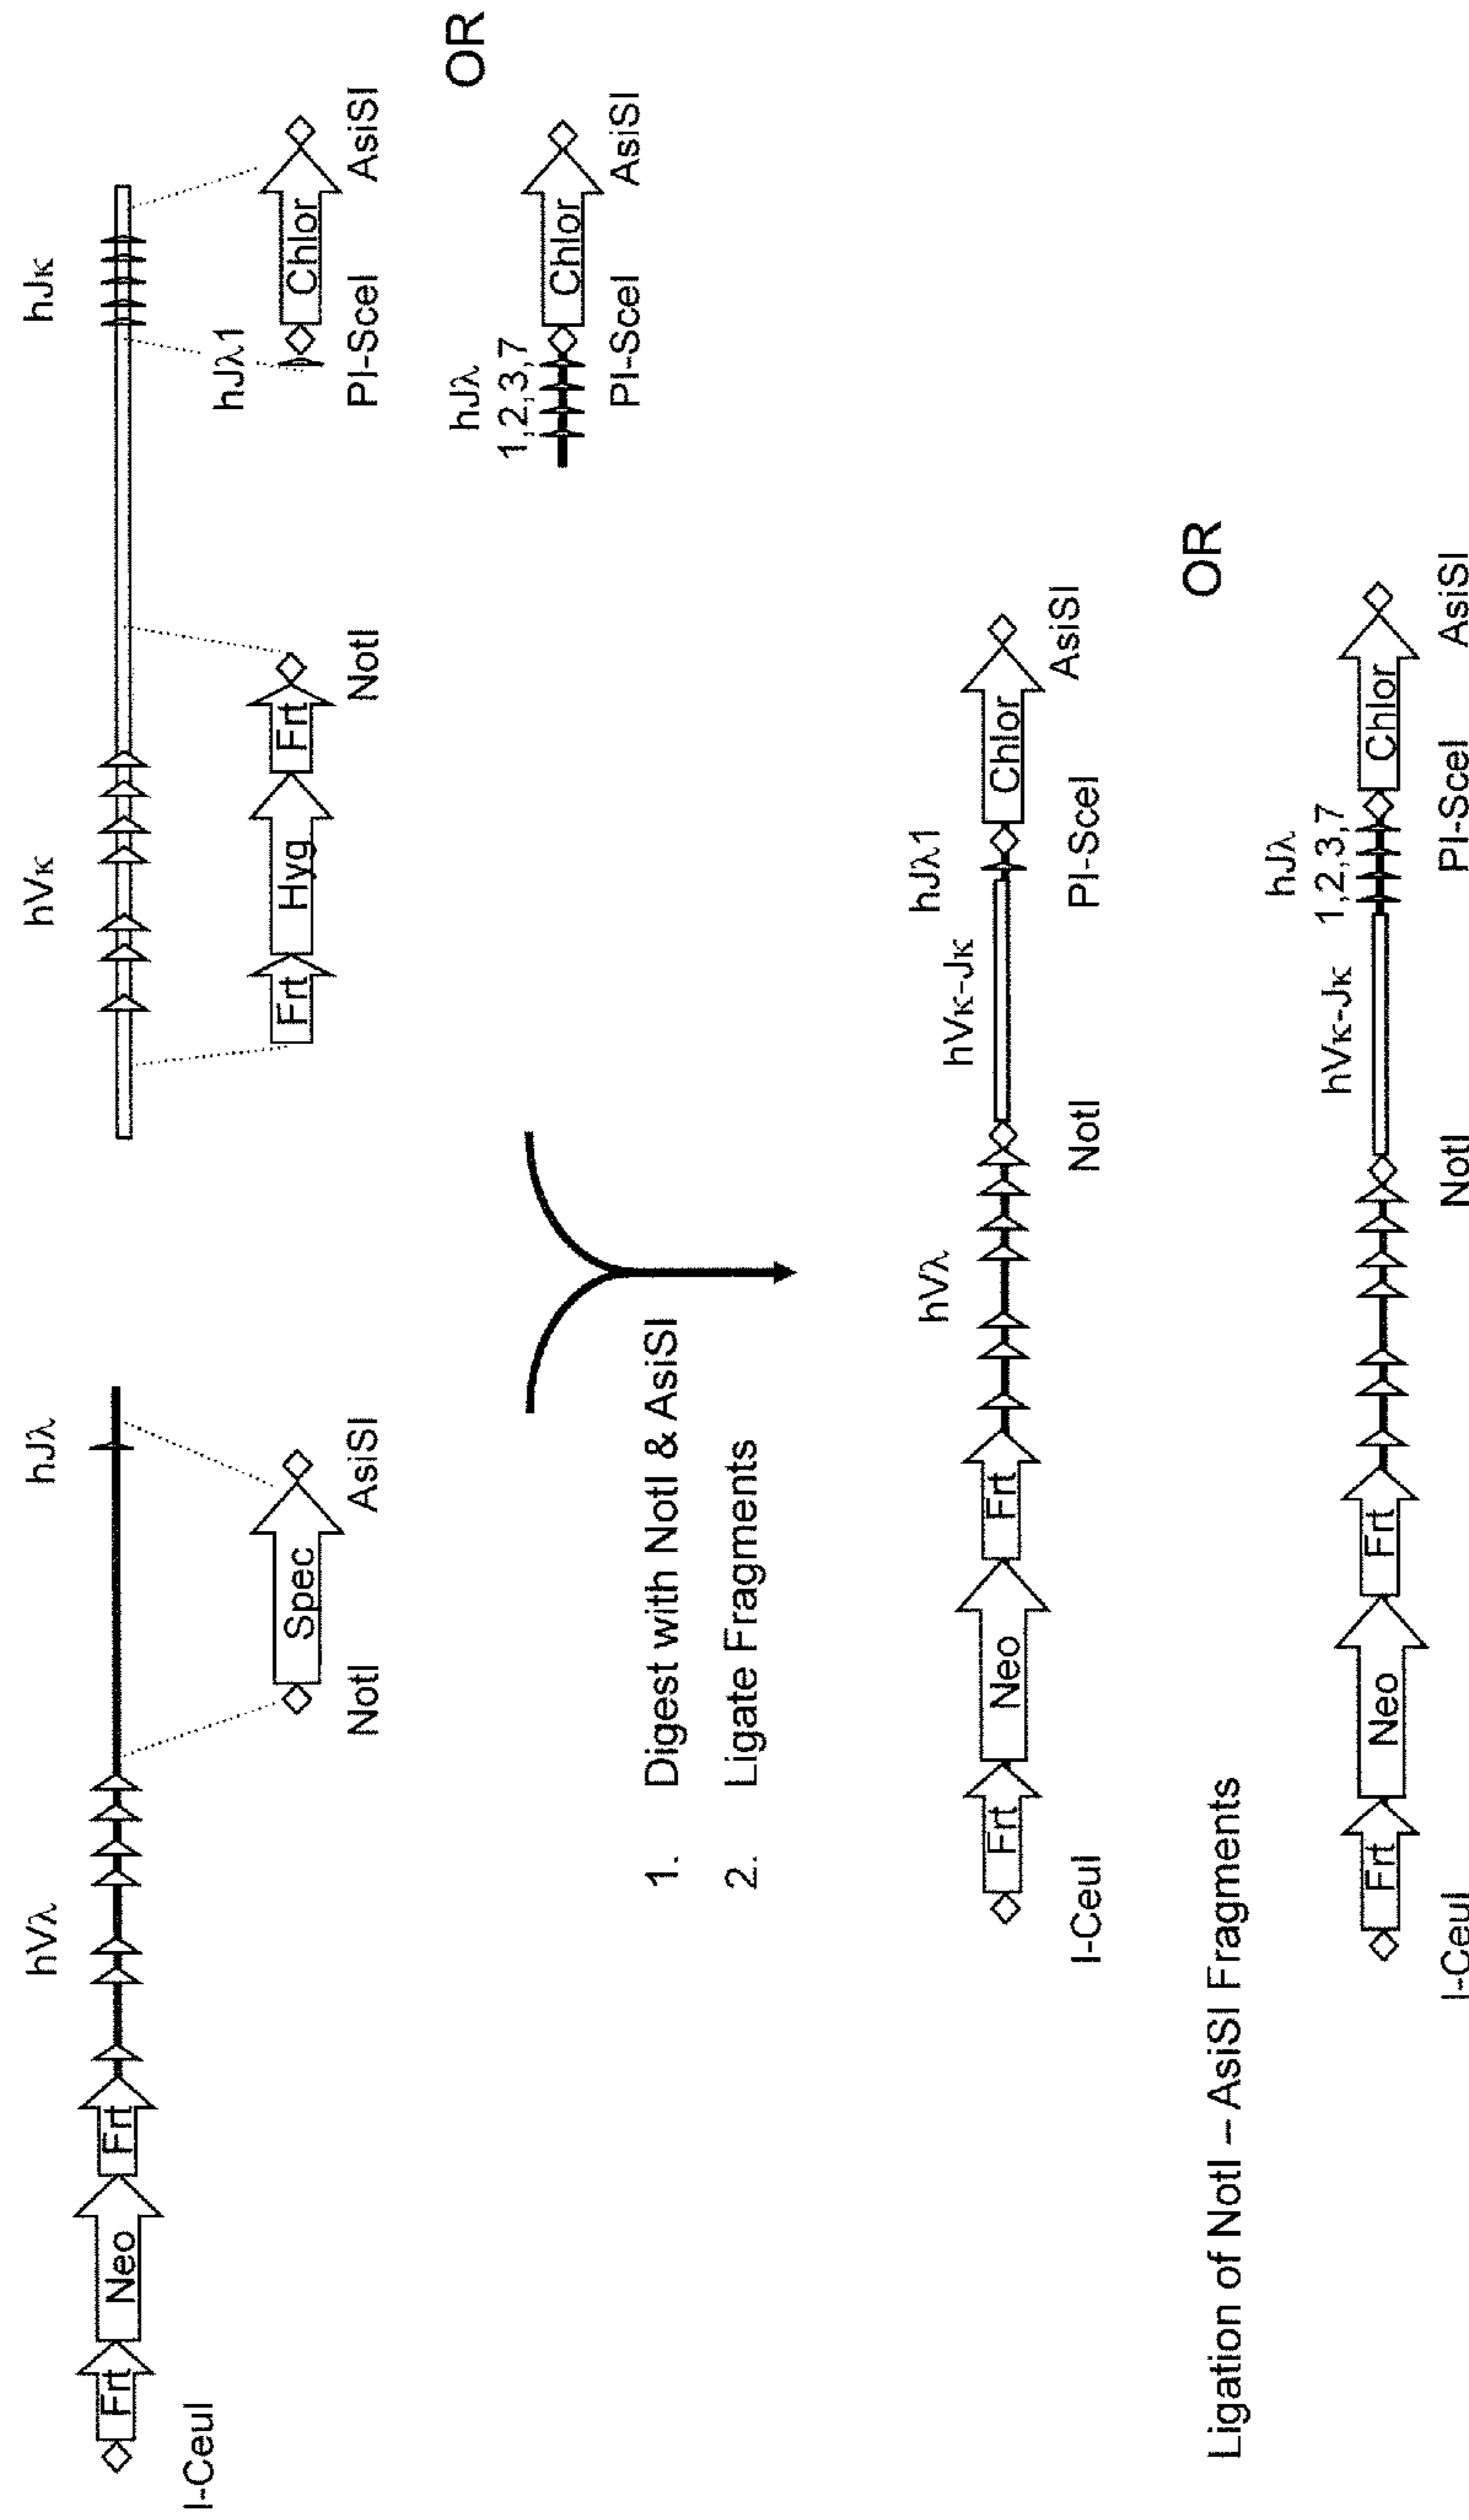 hVλ
hJλ
hVκ
hJκ
Frt
Neo
Frt
I-CeuI
Spec
NotI
AsiSI
Frt
Hyg
Frt
NotI
hJλ1
Chlor
PI-SceI
AsiSI
OR
hJλ
1,2,3,7
Chlor
PI-SceI
AsiSI
1. Digest with NotI & AsiSI
2. Ligate Fragments
hVλ
hVκ-Jκ
hJλ1
Frt
Neo
Frt
Chlor
I-CeuI
NotI
PI-SceI
AsiSI
Ligation of NotI – AsiSI Fragments
OR
hVκ-Jκ
hJλ
1,2,3,7
Frt
Neo
Frt
Chlor
I-CeuI
NotI
PI-SceI
AsiSI